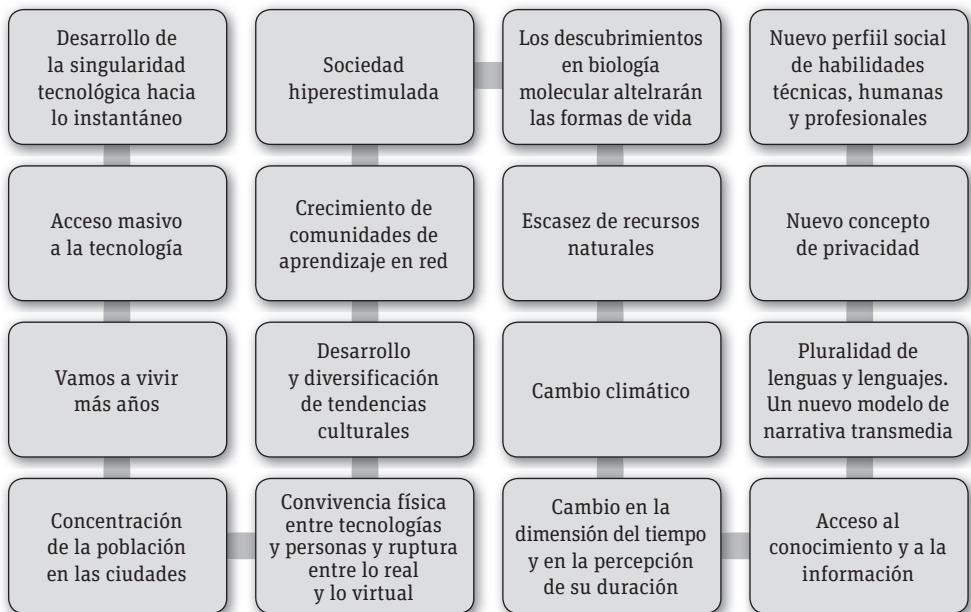 Desarrollo de
la singularidad
tecnológica hacia
lo instantáneo
Sociedad
hiperestimulada
Los descubrimientos
en biología
molecular altelrarán
las formas de vida
Nuevo perfiil social
de habilidades
técnicas, humanas
y profesionales
Acceso masivo
a la tecnología
Crecimiento de
comunidades de
aprendizaje en red
Escasez de recursos
naturales
Nuevo concepto
de privacidad
Vamos a vivir
más años
Desarrollo
y diversificación
de tendencias
culturales
Cambio climático
Pluralidad de
lenguas y lenguajes.
Un nuevo modelo de
narrativa transmedia
Concentración
de la población
en las ciudades
Convivencia física
entre tecnologías
y personas y ruptura
entre lo real
y lo virtual
Cambio en la
dimensión del tiempo
y en la percepción
de su duración
Acceso al
conocimiento y a la
información